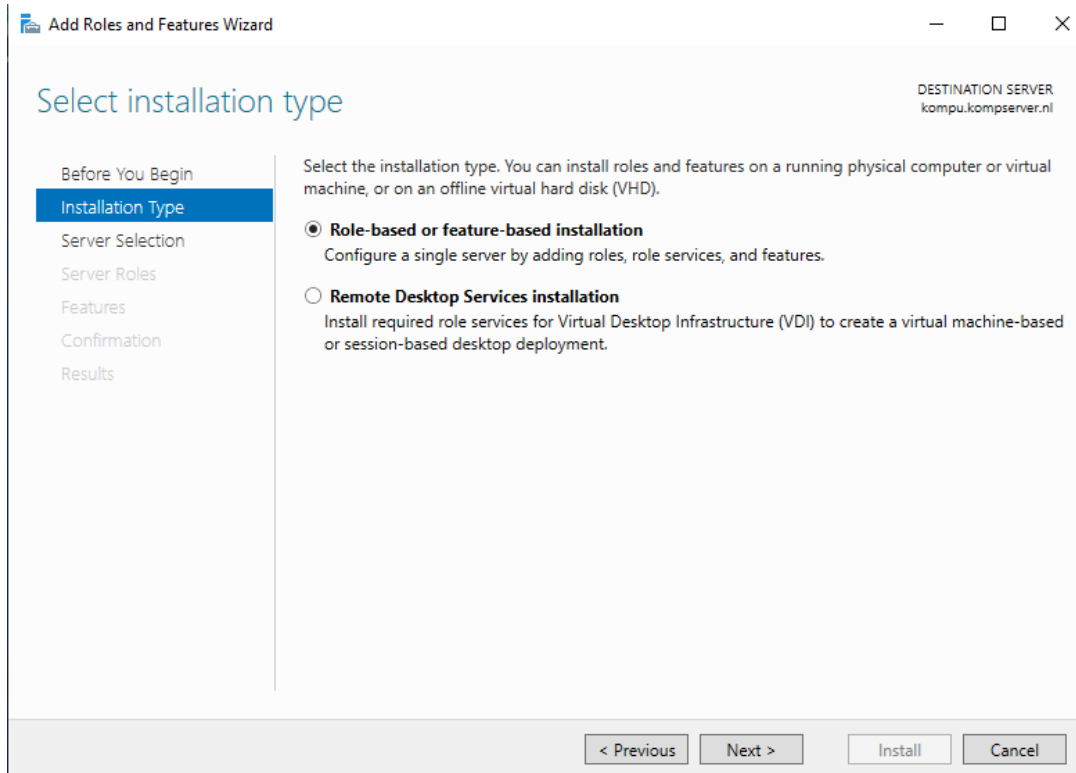 Add Roles and Features Wizard
Select installation type
DESTINATION SERVER
kompu.kompserver.nl
Before You Begin
Installation Type
Server Selection
Server Roles
Features
Confirmation
Results
Select the installation type. You can install roles and features on a running physical computer or virtual
machine, or on an offline virtual hard disk (VHD).
Role-based or feature-based installation
Configure a single server by adding roles, role services, and features.
Remote Desktop Services installation
Install required role services for Virtual Desktop Infrastructure (VDI) to create a virtual machine-based
or session-based desktop deployment.
< Previous
Next >
Install
Cancel